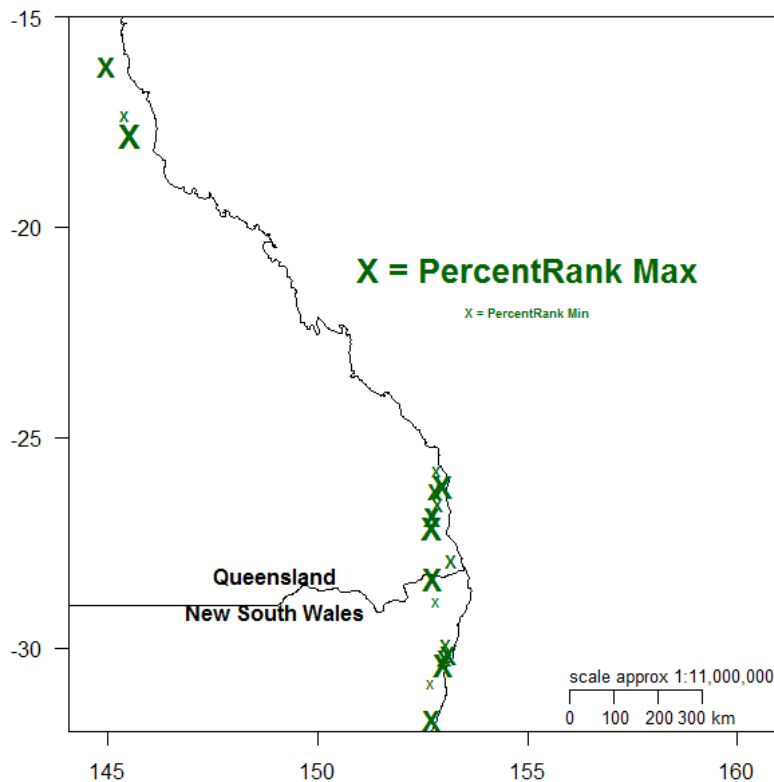 -15
-20
X = PercentRank Max
X = PercentRank Min
-25
Queensland
New South Wales
-30
scale approx 1:11,000,000
0 100 200 300 km
145 150 155 160